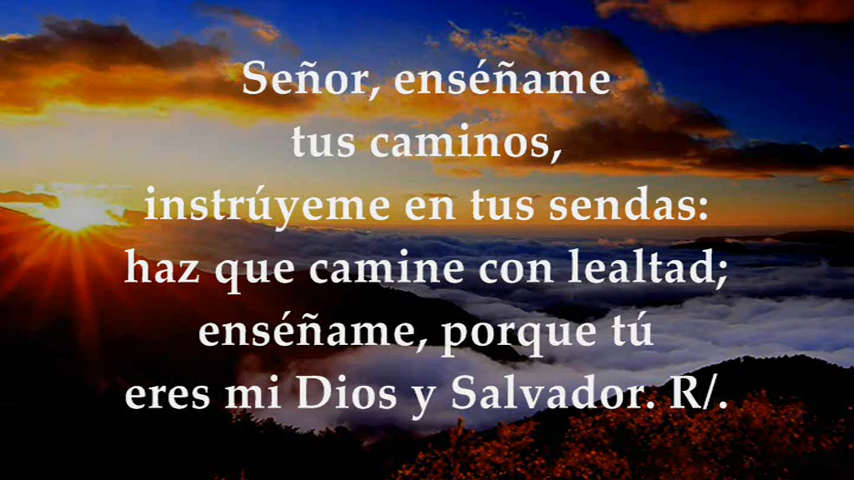 Señor, enséñame
tus caminos,
instrúyeme en tus sendas:
haz que camine con lealtad;
enséñame, porque tú
eres mi Dios y Salvador. R/.